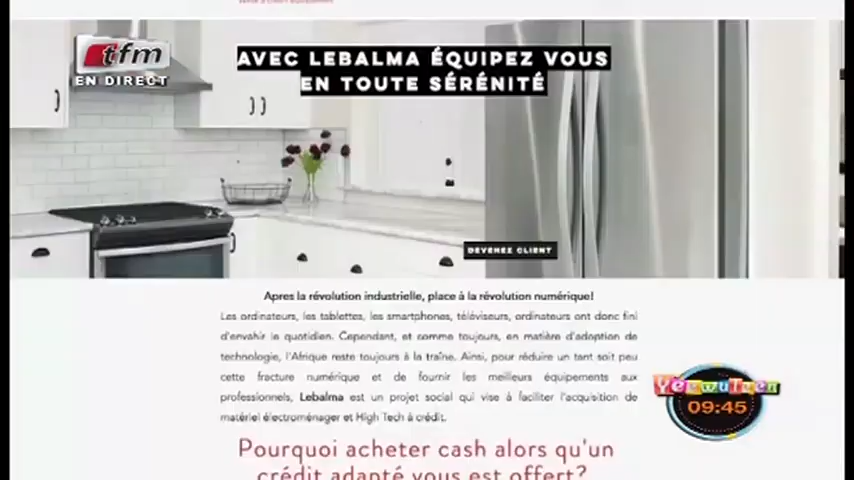 tfm
EN DIRECT
AVEC LEBALMA ÉQUIPEZ VOUS
EN TOUTE SÉRÉNITÉ
DEVENEZ CLIENT
Apres la révolution industrielle, place à la révolution numérique!
Les ordinateurs, les tablettes, les smartphones, téléviseurs, ordinateurs ont donc fini
d'envahir le quotidien. Cependant, et comme toujours, en matière d'adoption de
technologie, l'Afrique reste toujours à la traîne. Ainsi, pour réduire un tant soit peu
cette fracture numérique et de fournir les meilleurs équipements aux
professionnels, Lebalma est un projet social qui vise à faciliter l'acquisition de
matériel électroménager et High Tech à crédit.
Yeewuleen
09:45
Pourquoi acheter cash alors qu'un
crédit adapté vous est offert?